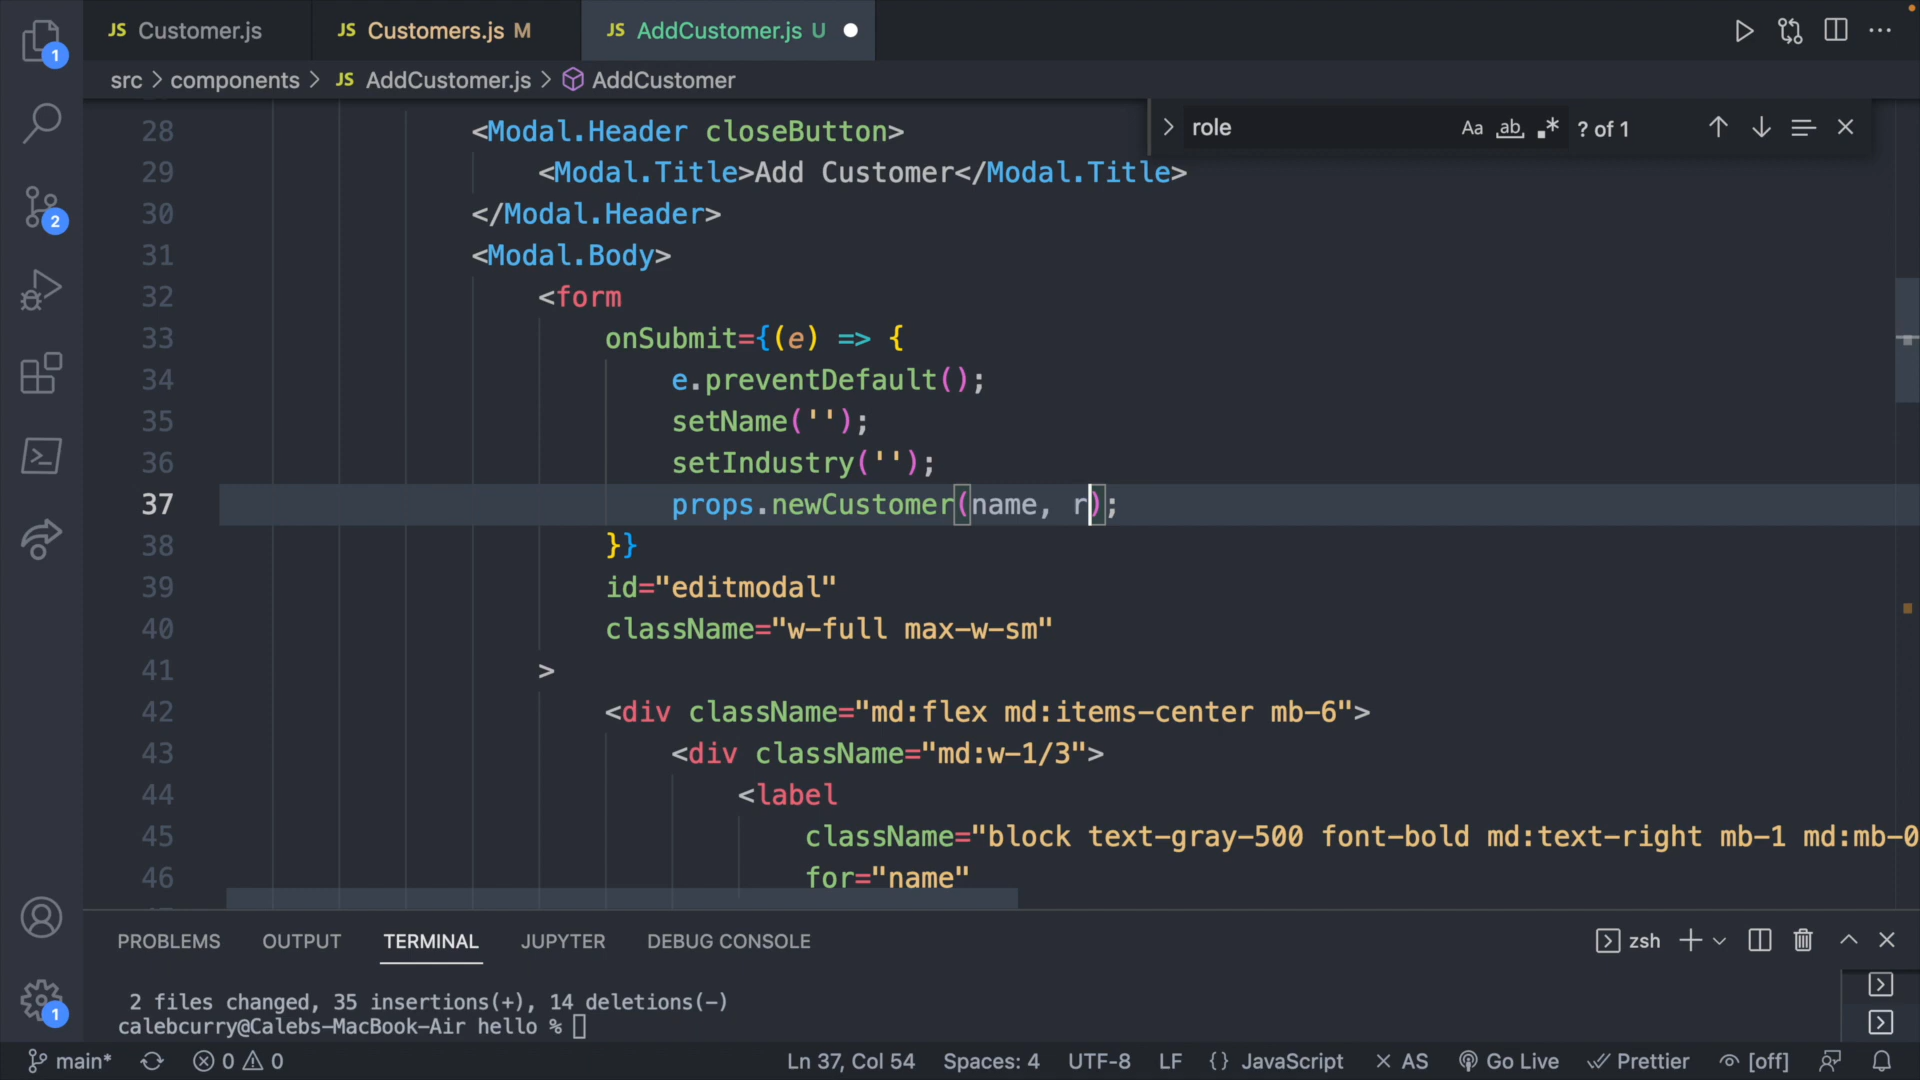 JS Customer.js
JS Customers.js M
JS AddCustomer.js U
src > components > JS AddCustomer.js > AddCustomer
role
Aa ab .* ? of 1
28 <Modal.Header closeButton>
29 <Modal.Title>Add Customer</Modal.Title>
30 </Modal.Header>
31 <Modal.Body>
32 <form
33 onSubmit={(e) => {
34 e.preventDefault();
35 setName('');
36 setIndustry('');
37 props.newCustomer(name, r);
38 }}
39 id="editmodal"
40 className="w-full max-w-sm"
41 >
42 <div className="md:flex md:items-center mb-6">
43 <div className="md:w-1/3">
44 <label
45 className="block text-gray-500 font-bold md:text-right mb-1 md:mb-0
46 for="name"
1
2
1
PROBLEMS OUTPUT TERMINAL JUPYTER DEBUG CONSOLE
zsh
2 files changed, 35 insertions(+), 14 deletions(-)
calebcurry@Calebs-MacBook-Air hello %
main* 0 0
Ln 37, Col 54 Spaces: 4 UTF-8 LF {} JavaScript AS Go Live Prettier [off]